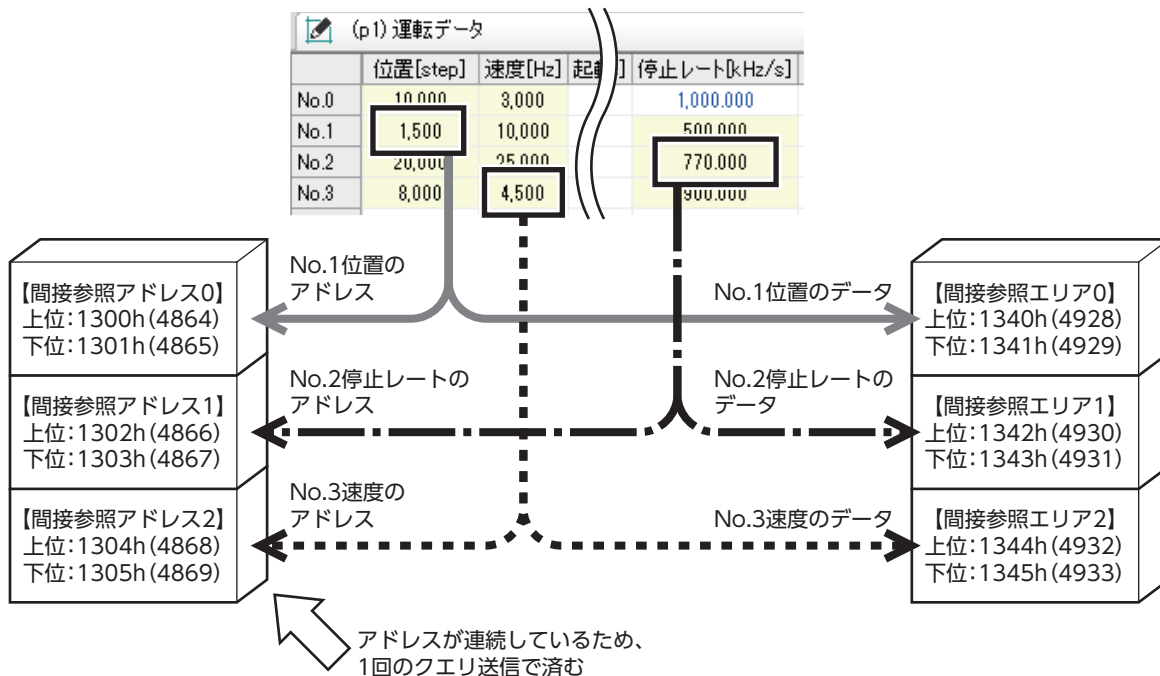 (p1) 運転データ
位置[step] 速度[Hz] 起動 ] 停止レート[kHz/s]
No.0 10,000 3,000 1,000.000
No.1 1,500 10,000 500.000
No.2 20,000 25,000 770.000
No.3 8,000 4,500 900.000
No.1位置の
アドレス
No.1位置のデータ
【間接参照アドレス0】
上位:1300h(4864)
下位:1301h(4865)
【間接参照エリア0】
上位:1340h(4928)
下位:1341h(4929)
No.2停止レートの
アドレス
No.2停止レートの
データ
【間接参照アドレス1】
上位:1302h(4866)
下位:1303h(4867)
【間接参照エリア1】
上位:1342h(4930)
下位:1343h(4931)
No.3速度の
アドレス
No.3速度のデータ
【間接参照アドレス2】
上位:1304h(4868)
下位:1305h(4869)
【間接参照エリア2】
上位:1344h(4932)
下位:1345h(4933)
アドレスが連続しているため、
1回のクエリ送信で済む